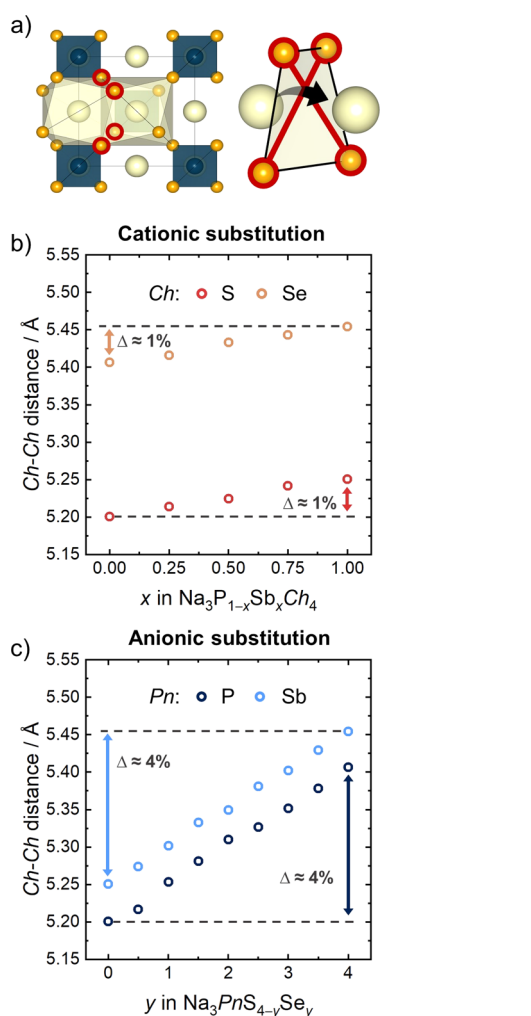 a)
b)
Cationic substitution
5.55
5.50
5.45
5.40
5.35
5.30
5.25
5.20
5.15
Ch-Ch distance / Å
Ch: S Se
Δ ≈ 1%
Δ ≈ 1%
0.00 0.25 0.50 0.75 1.00
x in Na₃P₁₋ₓSbₓCh₄
c)
Anionic substitution
5.55
5.50
5.45
5.40
5.35
5.30
5.25
5.20
5.15
Ch-Ch distance / Å
Pn: P Sb
Δ ≈ 4%
Δ ≈ 4%
0 1 2 3 4
y in Na₃PnS₄₋ySey